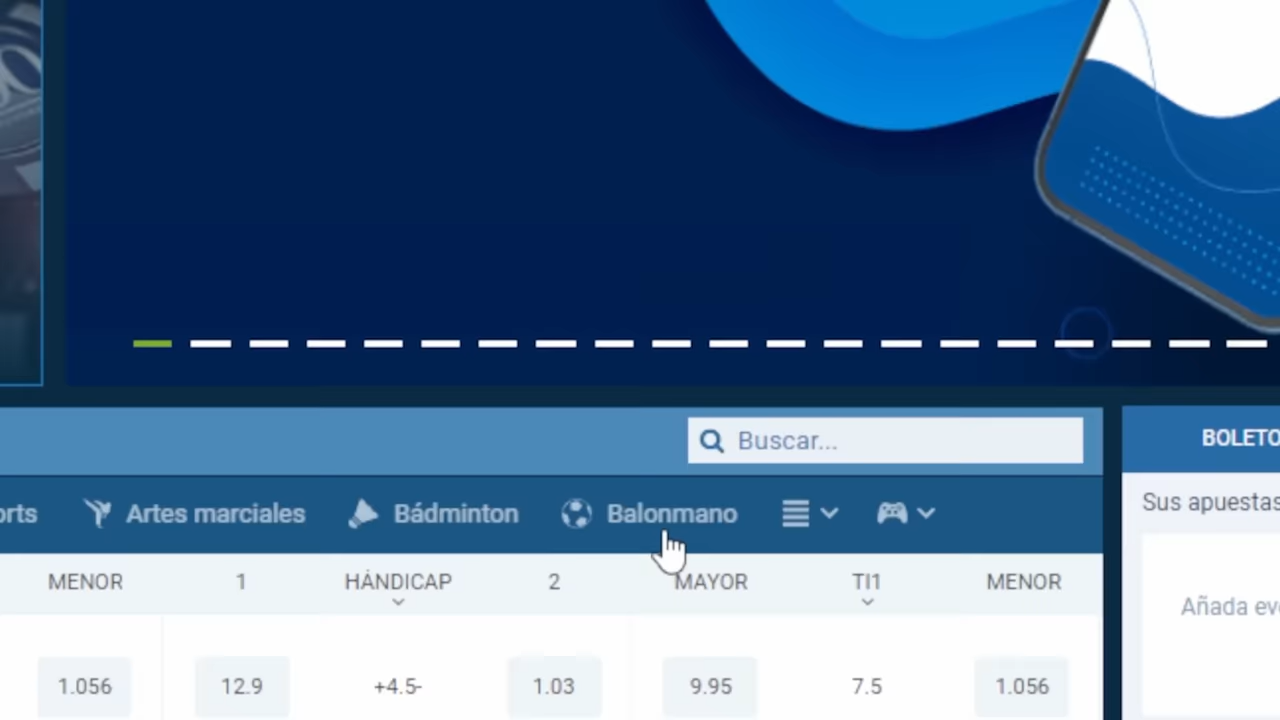 Buscar...
BOLETO
orts Artes marciales Bádminton Balonmano
Sus apuestas
MENOR 1 HÁNDICAP 2 MAYOR TI1 MENOR
Añada eve
1.056 12.9 +4.5- 1.03 9.95 7.5 1.056